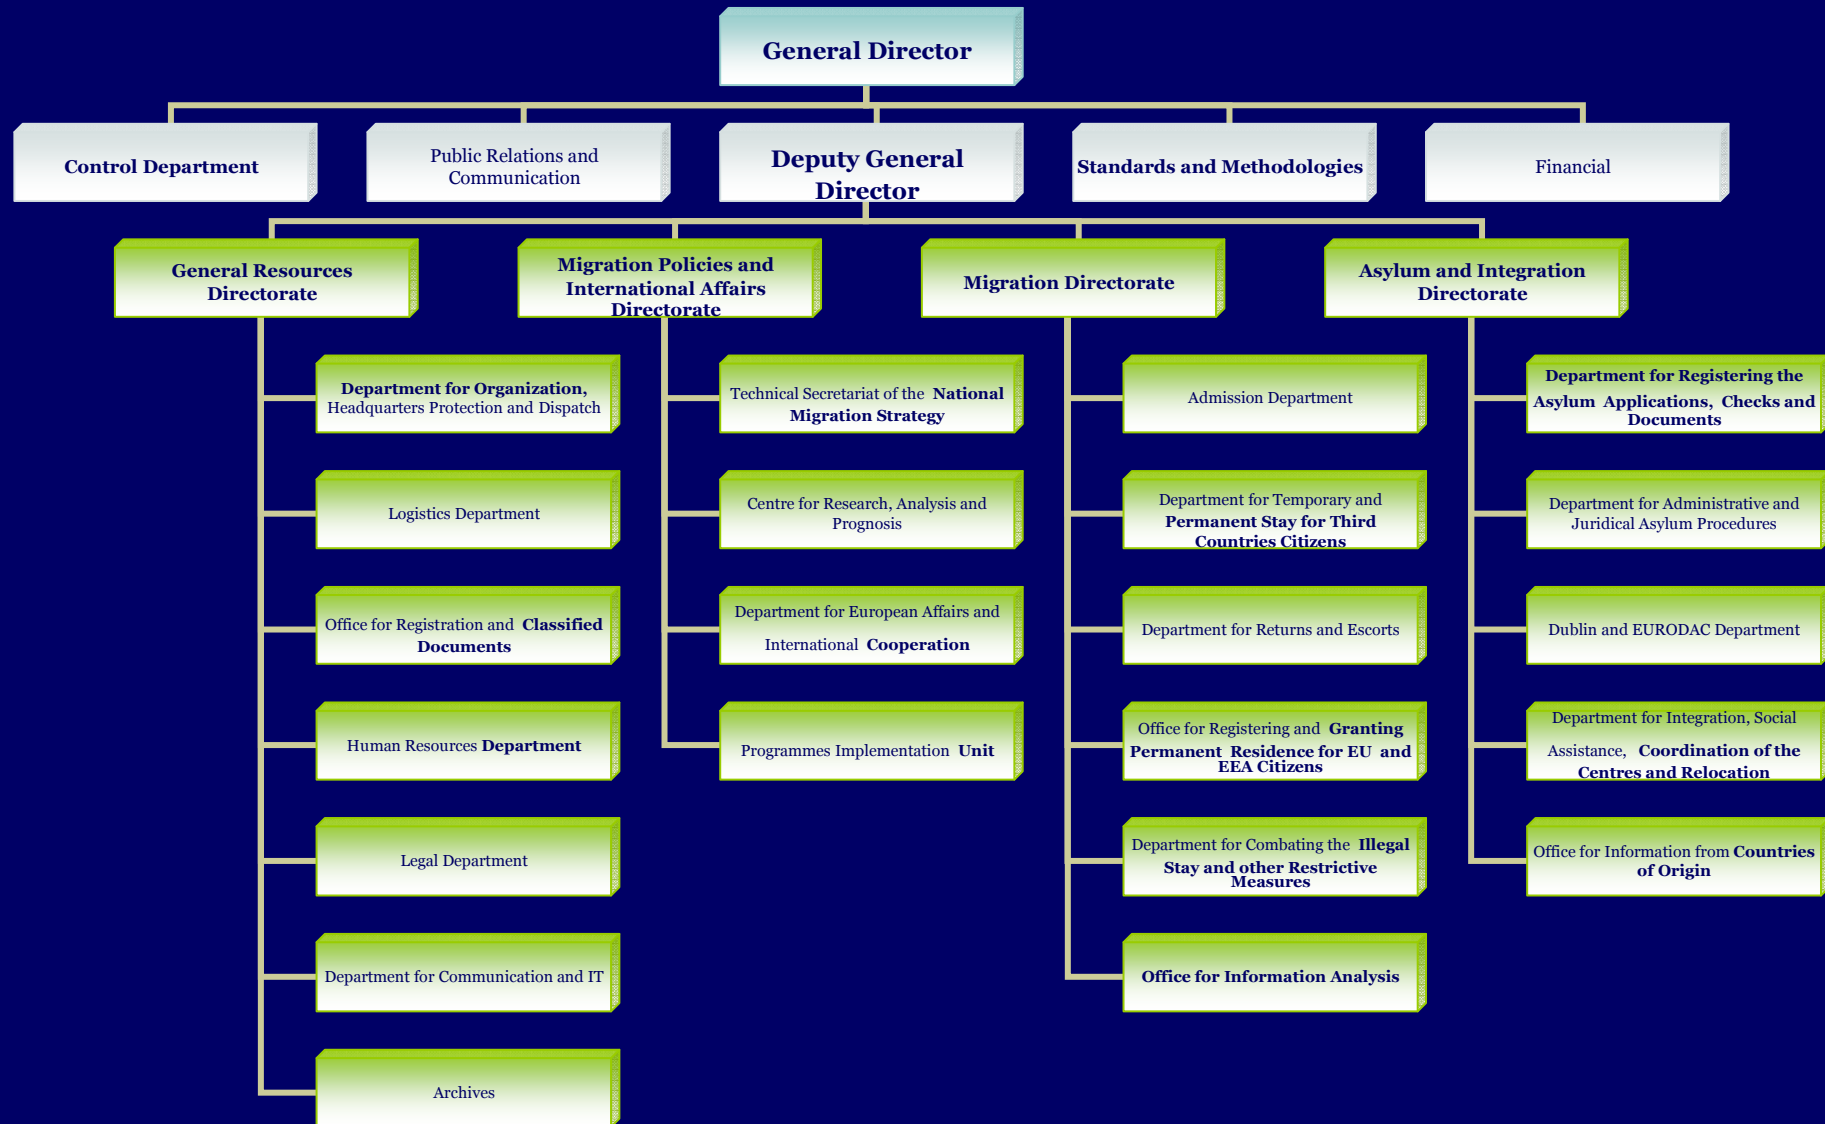 General Director
Control Department
Public Relations and
Communication
Deputy General
Director
Standards and Methodologies
Financial
General Resources
Directorate
Migration Policies and
International Affairs
Directorate
Migration Directorate
Asylum and Integration
Directorate
Department for Organization,
Headquarters Protection and Dispatch
Logistics Department
Office for Registration and Classified
Documents
Human Resources Department
Legal Department
Department for Communication and IT
Archives
Technical Secretariat of the National
Migration Strategy
Centre for Research, Analysis and
Prognosis
Department for European Affairs and
International Cooperation
Programmes Implementation Unit
Admission Department
Department for Temporary and
Permanent Stay for Third
Countries Citizens
Department for Returns and Escorts
Office for Registering and Granting
Permanent Residence for EU and
EEA Citizens
Department for Combating the Illegal
Stay and other Restrictive
Measures
Office for Information Analysis
Department for Registering the
Asylum Applications, Checks and
Documents
Department for Administrative and
Juridical Asylum Procedures
Dublin and EURODAC Department
Department for Integration, Social
Assistance, Coordination of the
Centres and Relocation
Office for Information from Countries
of Origin